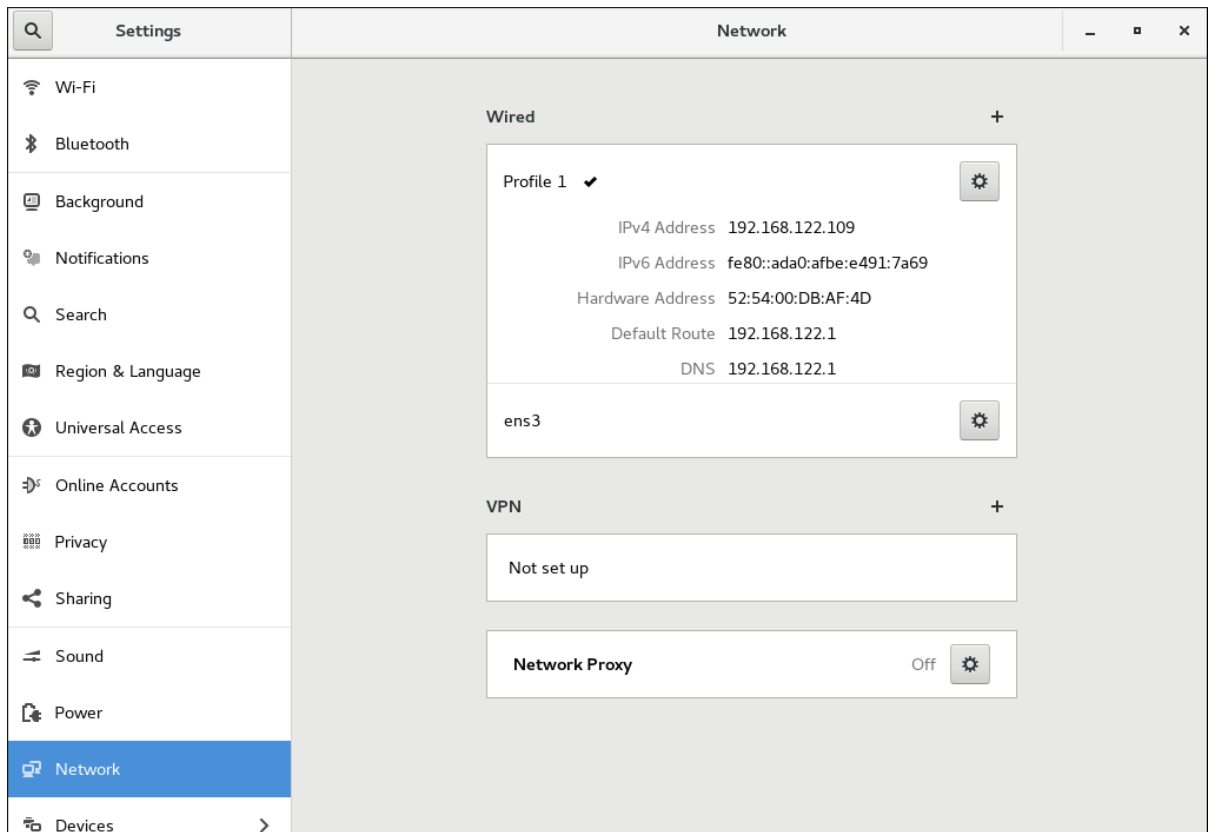 Settings
Network
Wi-Fi
Bluetooth
Background
Notifications
Search
Region & Language
Universal Access
Online Accounts
Privacy
Sharing
Sound
Power
Network
Devices
Wired
Profile 1
IPv4 Address 192.168.122.109
IPv6 Address fe80::ada0:afbe:e491:7a69
Hardware Address 52:54:00:DB:AF:4D
Default Route 192.168.122.1
DNS 192.168.122.1
ens3
VPN
Not set up
Network Proxy Off